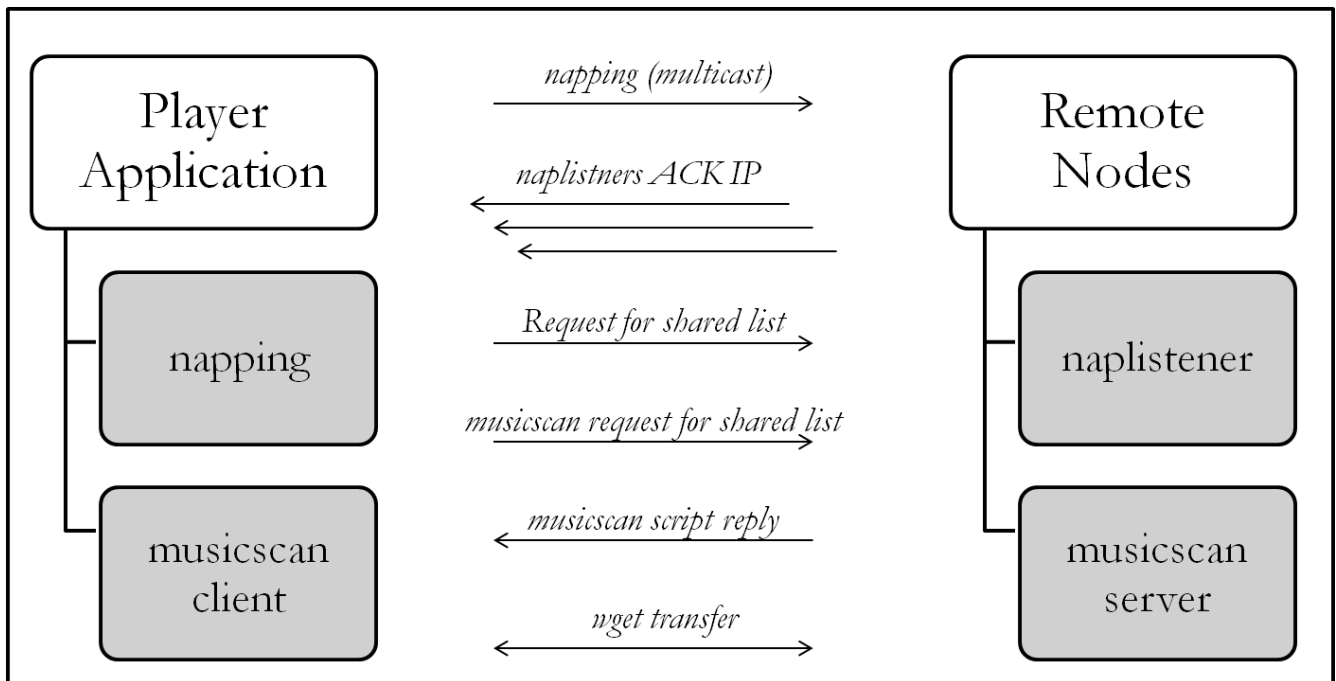 Player
Application
napping
musicscan
client
napping (multicast)
naplistners ACK IP
Request for shared list
musicscan request for shared list
musicscan script reply
wget transfer
Remote
Nodes
naplistener
musicscan
server